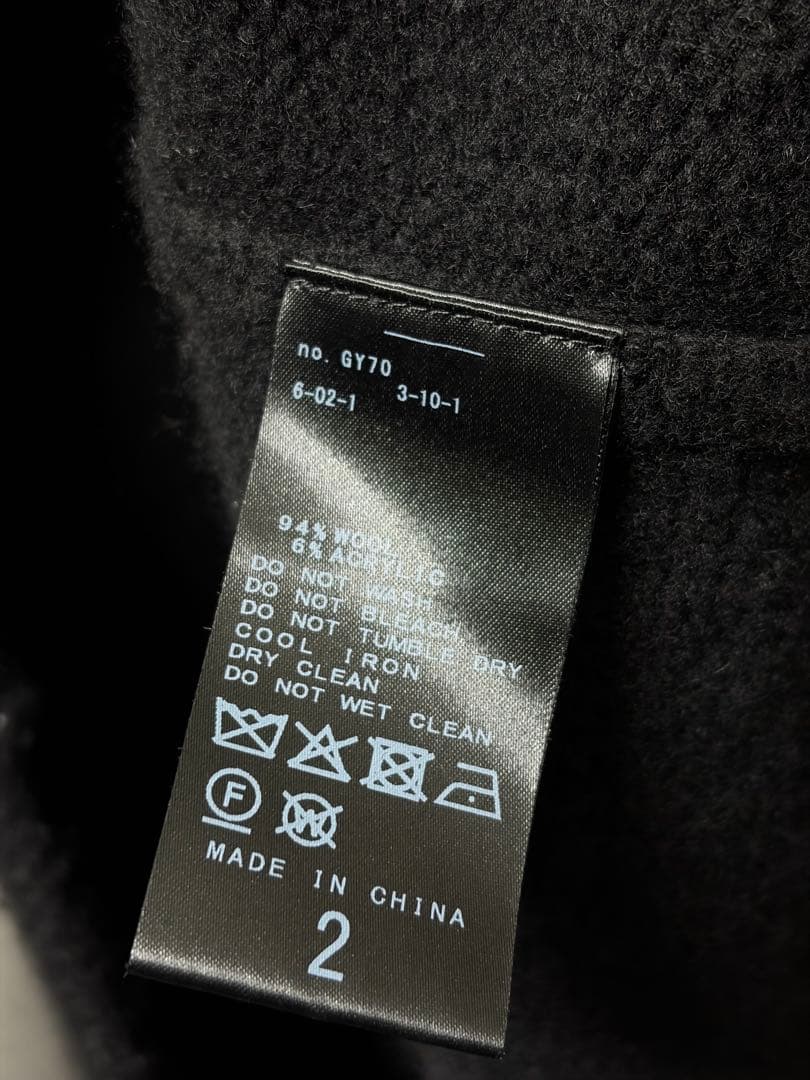 no. GY70
6-02-1 3-10-1
94% WOOL
6% ACRYLIC
DO NOT WASH
DO NOT BLEACH
DO NOT TUMBLE DRY
COOL IRON
DRY CLEAN
DO NOT WET CLEAN
F W
MADE IN CHINA
2